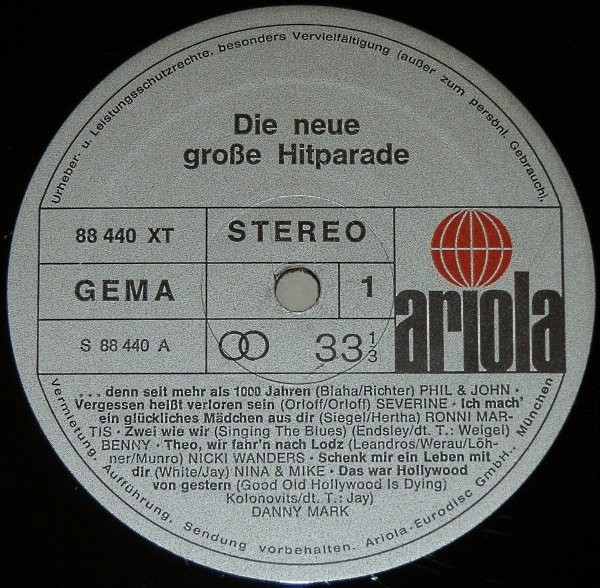 Urheber- u. Leistungsschutzrechte, besonders Vervielfältigung (außer zum persönl. Gebrauch),
Die neue
große Hitparade
88 440 XT
STEREO
GEMA
1
S 88 440 A
33 1/3
ariola
. . . denn seit mehr als 1000 Jahren (Blaha/Richter) PHIL & JOHN ·
Vergessen heißt verloren sein (Orloff/Orloff) SEVERINE · Ich mach'
ein glückliches Mädchen aus dir (Siegel/Hertha) RONNI MAR-
TIS · Zwei wie wir (Singing The Blues) (Endsley/dt. T.: Weigel)
BENNY · Theo, wir fahr'n nach Lodz (Leandros/Werau/Löh-
ner/Munro) NICKI WANDERS · Schenk mir ein Leben mit
dir (White/Jay) NINA & MIKE · Das war Hollywood
von gestern (Good Old Hollywood Is Dying)
Kolonovits/dt. T.: Jay)
DANNY MARK
Vermietung, Aufführung, Sendung vorbehalten. Ariola-Eurodisc GmbH., München